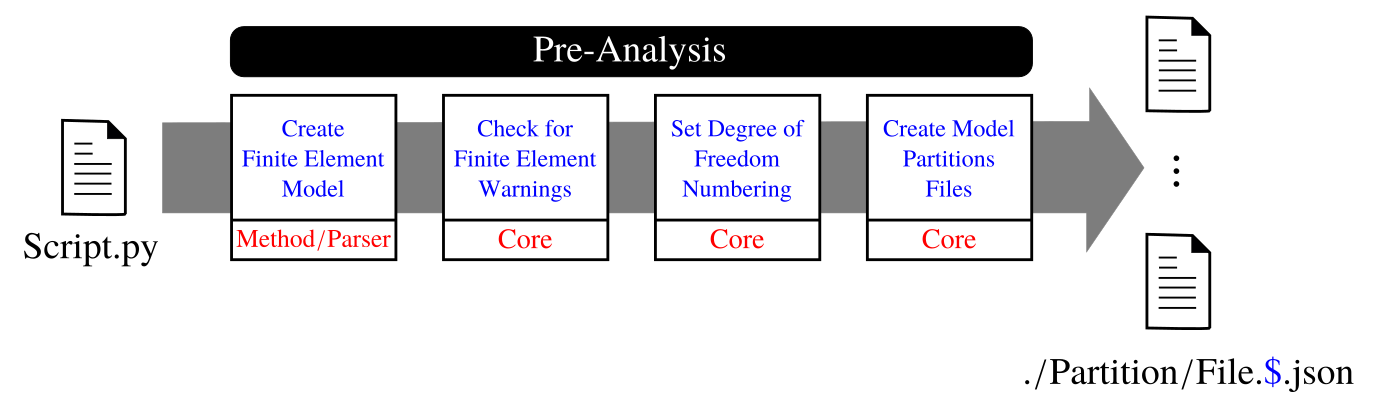 Pre-Analysis
Create
Finite Element
Model
Method/Parser
Check for
Finite Element
Warnings
Core
Set Degree of
Freedom
Numbering
Core
Create Model
Partitions
Files
Core
Script.py
./Partition/File.$.json